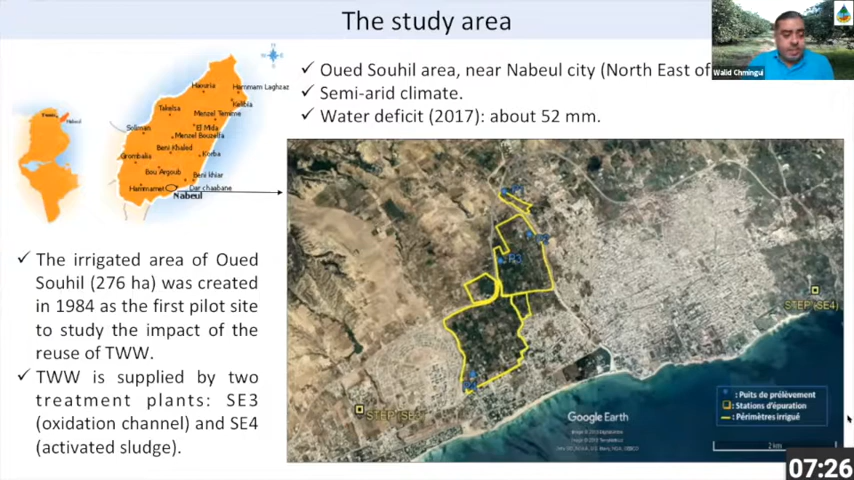 The study area
✓ Oued Souhil area, near Nabeul city (North East of
✓ Semi-arid climate.
✓ Water deficit (2017): about 52 mm.
Walid Chmingui
Haouria
Hammam Laghzaz
Kelibia
Takelsa
Menzel Temime
Soliman
El Mida
Menzel Bouzelfa
Beni Khaled
Grombalia
Korba
Bou Argoub
Beni khiar
Hammamet
Dar chaabane
Nabeul
✓ The irrigated area of Oued
Souhil (276 ha) was created
in 1984 as the first pilot site
to study the impact of the
reuse of TWW.
✓ TWW is supplied by two
treatment plants: SE3
(oxidation channel) and SE4
(activated sludge).
STEP (SE4)
: Puits de prélèvement
: Stations d'épuration
: Périmètres irrigué
Google Earth
2 km
07:26